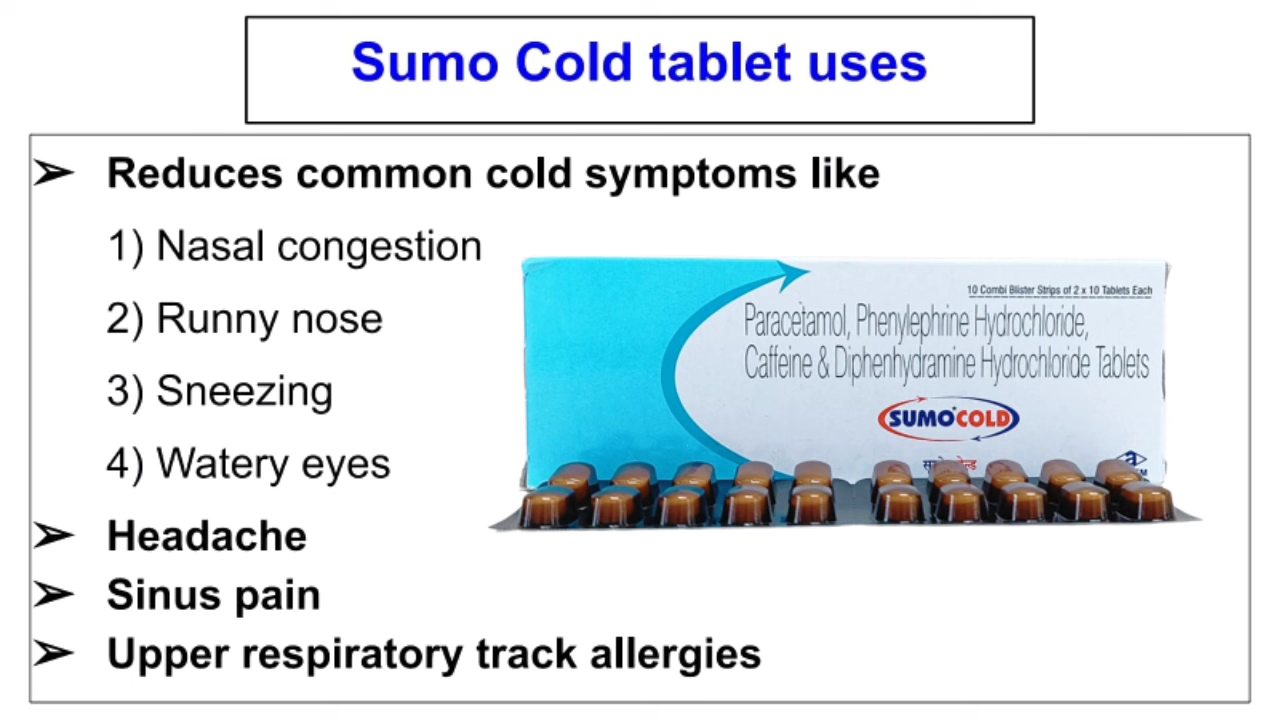 Sumo Cold tablet uses
➢ Reduces common cold symptoms like
1) Nasal congestion
2) Runny nose
3) Sneezing
4) Watery eyes
➢ Headache
➢ Sinus pain
➢ Upper respiratory track allergies
10 Combi Blister Strips of 2 x 10 Tablets Each
Paracetamol, Phenylephrine Hydrochloride,
Caffeine & Diphenhydramine Hydrochloride Tablets
SUMO COLD